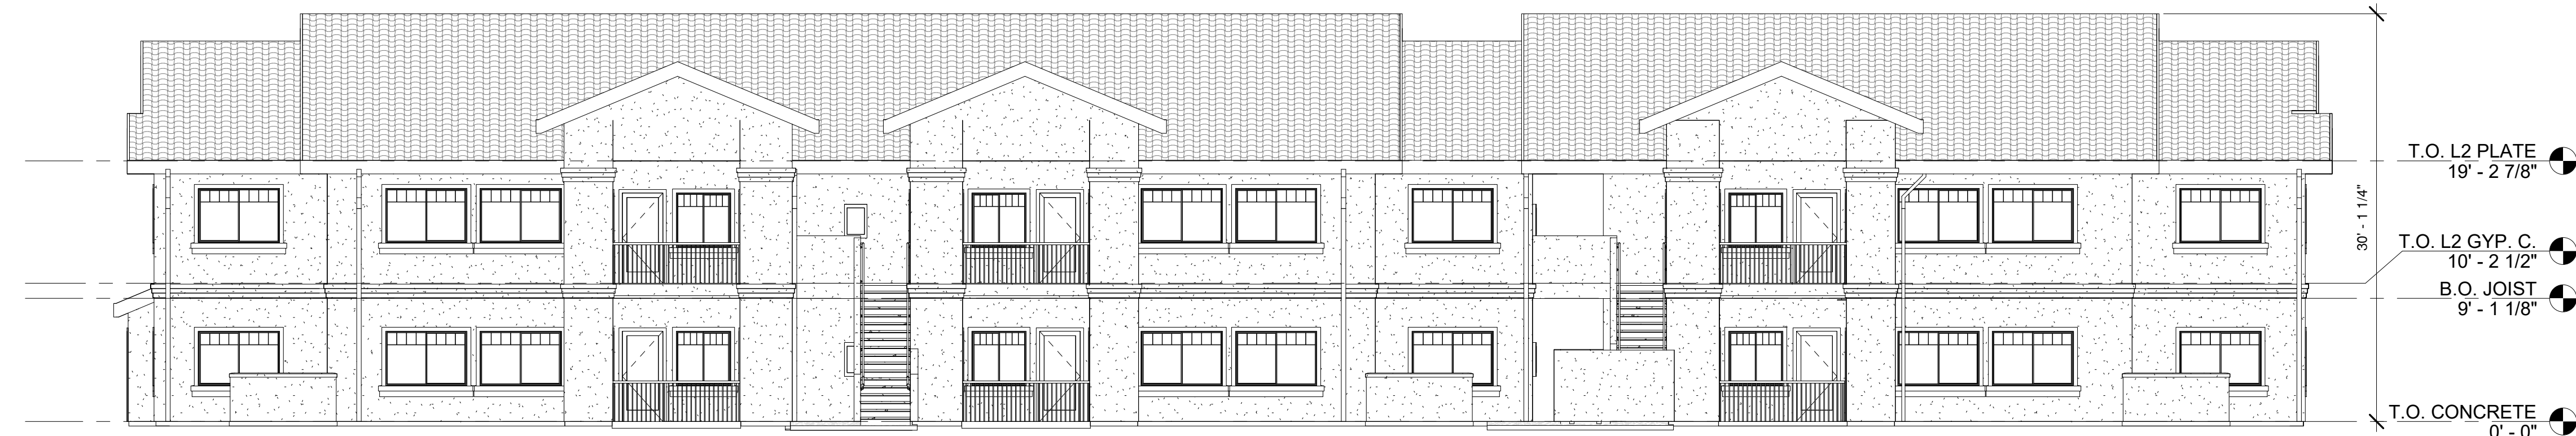 T.O. L2 PLATE
19' - 2 7/8"
30' - 1 1/4"
T.O. L2 GYP. C.
10' - 2 1/2"
B.O. JOIST
9' - 1 1/8"
T.O. CONCRETE
0' - 0"